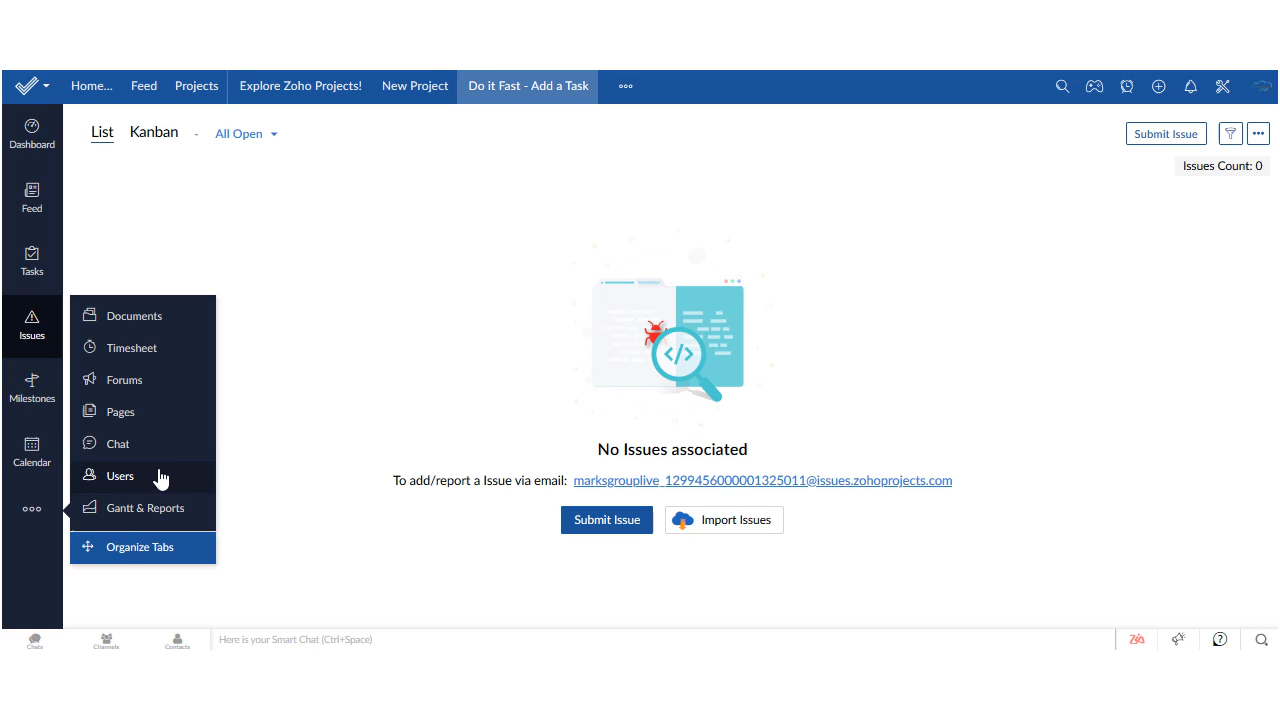 Home... Feed Projects Explore Zoho Projects! New Project Do it Fast - Add a Task
List Kanban - All Open
Submit Issue
Issues Count: 0
Dashboard
Feed
Tasks
Issues
Milestones
Calendar
Documents
Timesheet
Forums
Pages
Chat
Users
Gantt & Reports
Organize Tabs
</>
No Issues associated
To add/report a Issue via email: marksgrouplive_1299456000001325011@issues.zohoprojects.com
Submit Issue Import Issues
Chats Channels Contacts Here is your Smart Chat (Ctrl+Space) Zia